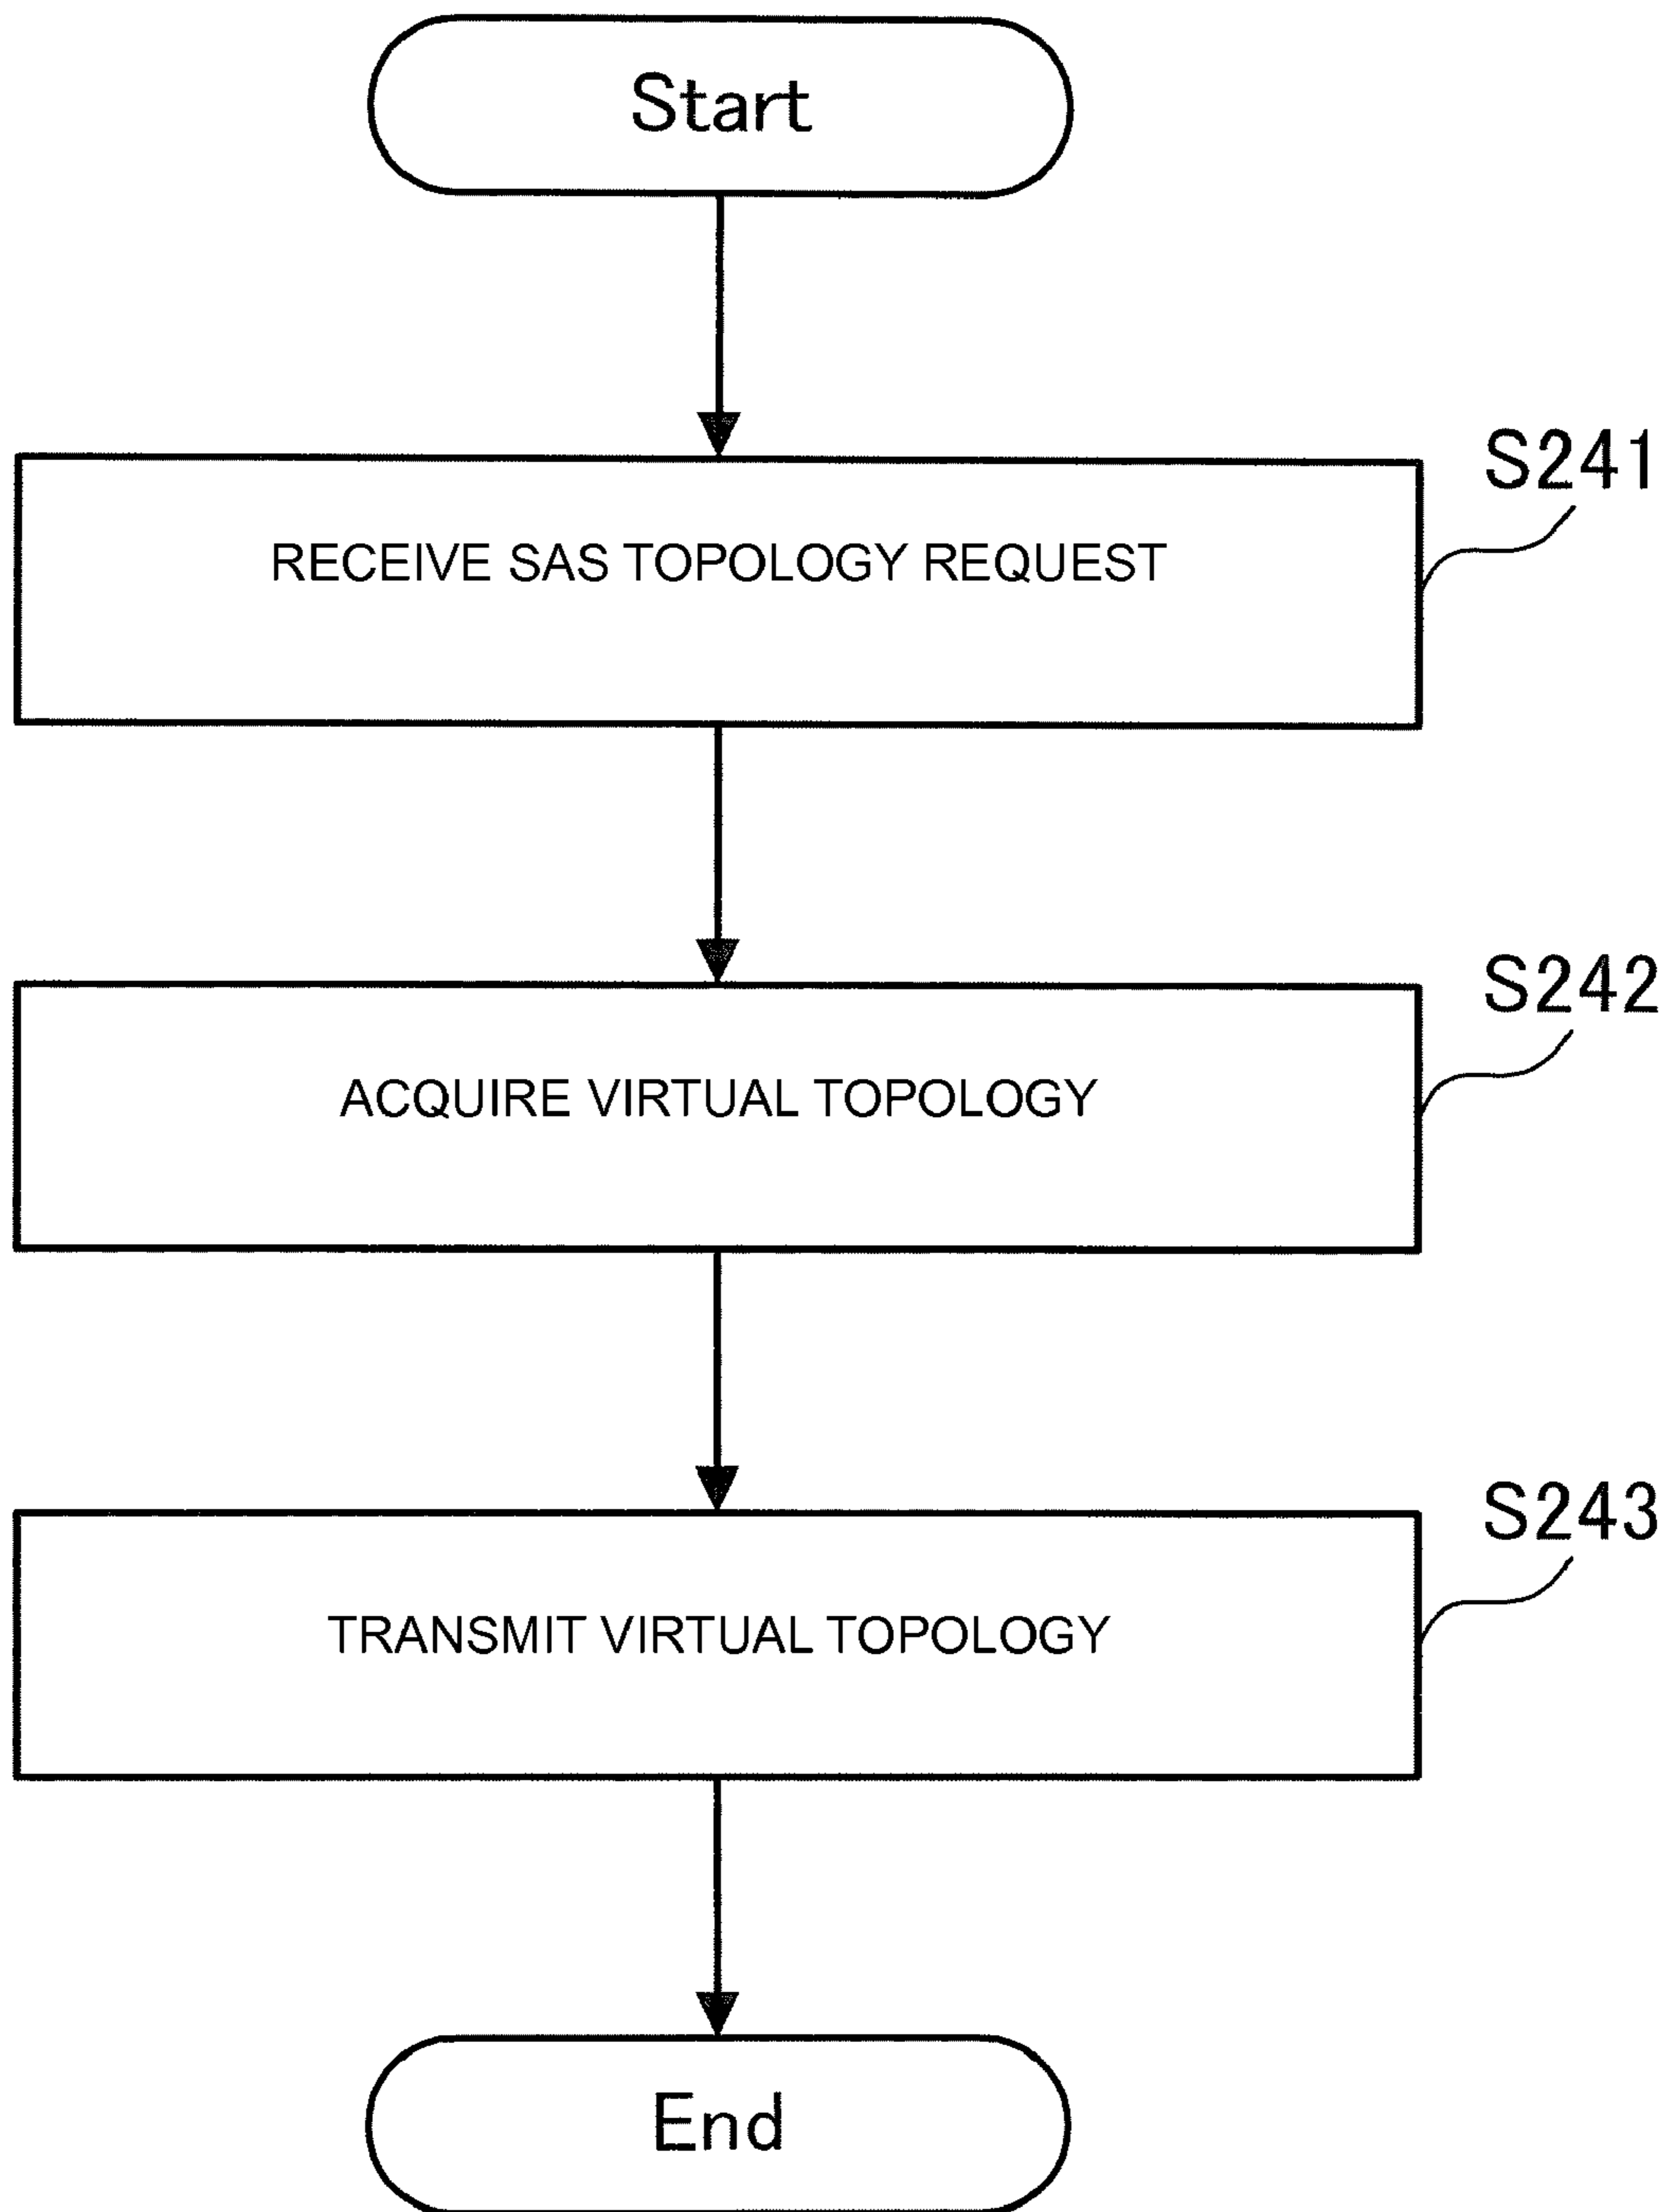 Start
S241
RECEIVE SAS TOPOLOGY REQUEST
S242
ACQUIRE VIRTUAL TOPOLOGY
S243
TRANSMIT VIRTUAL TOPOLOGY
End